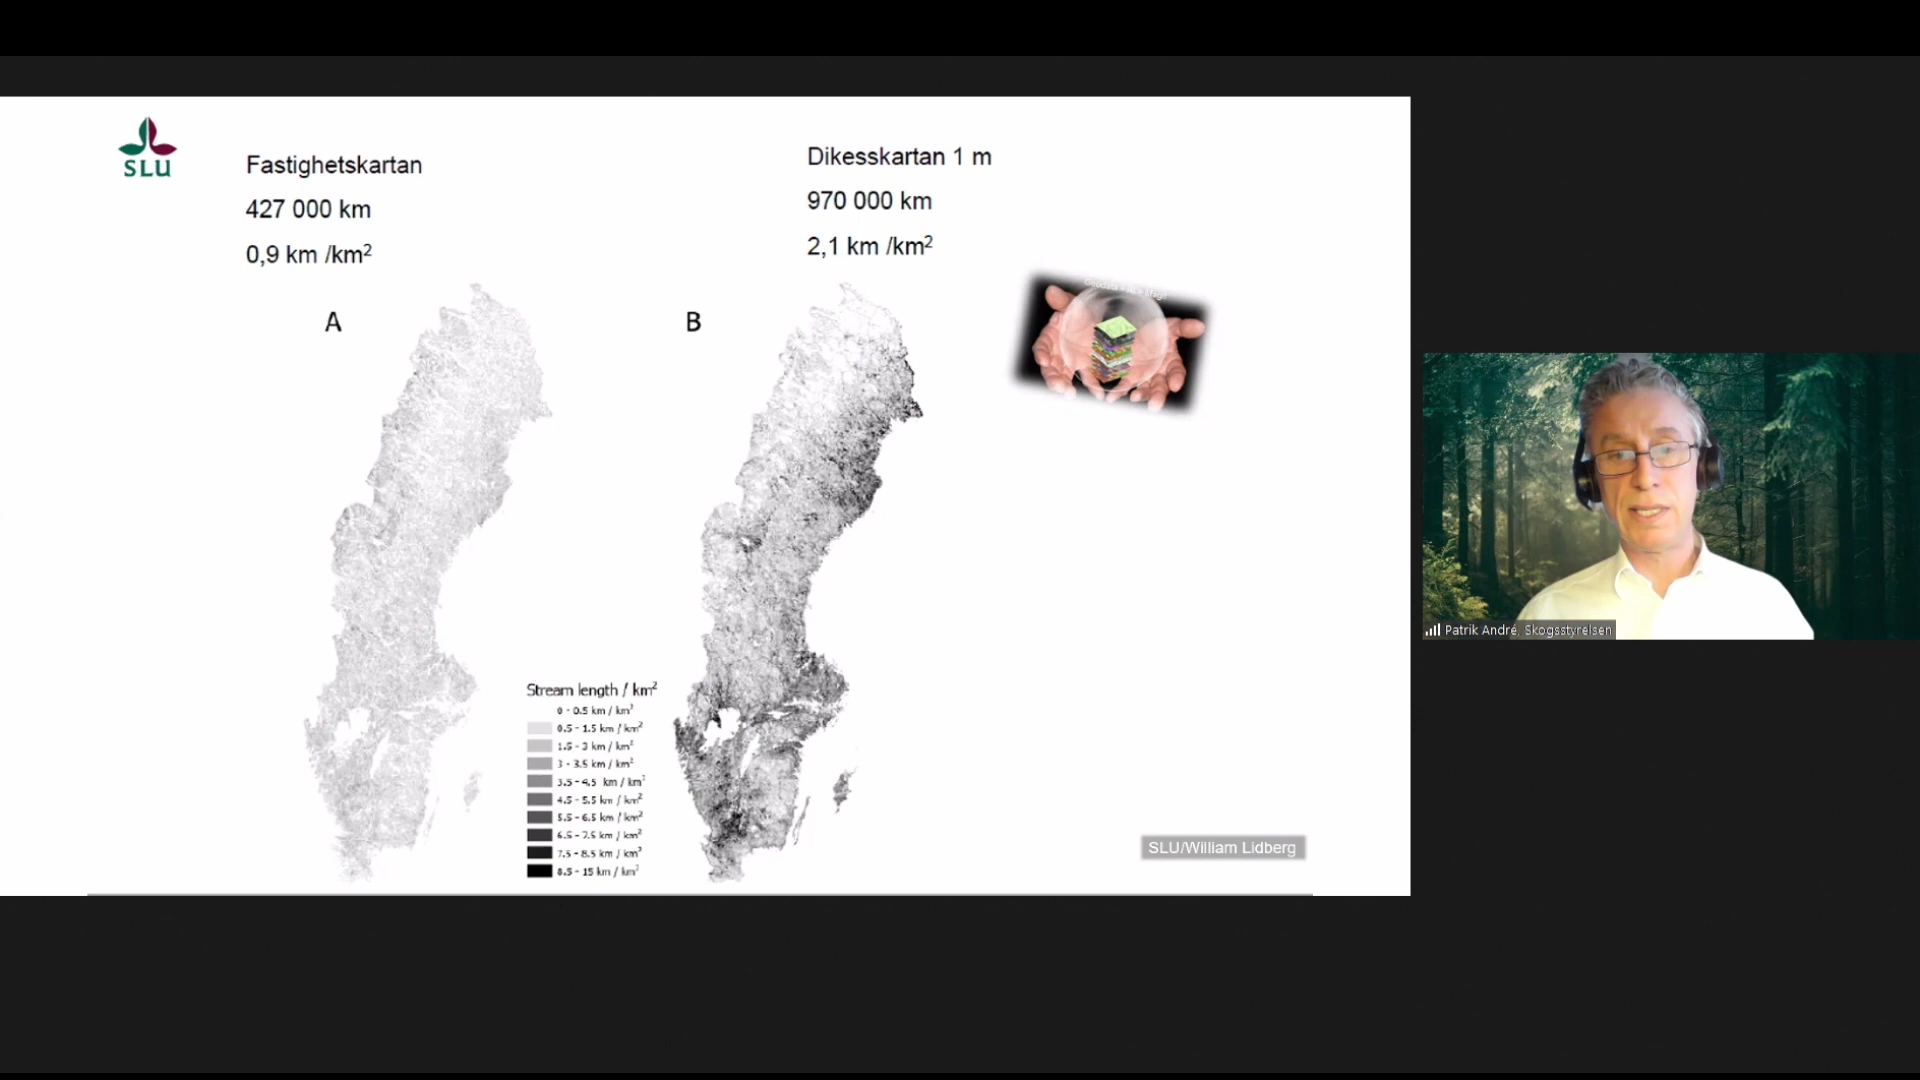 SLU
Fastighetskartan
427 000 km
0,9 km /km²
Dikesskartan 1 m
970 000 km
2,1 km /km²
A
B
Stream length / km²
0 - 0.5 km / km²
0.5 - 1.5 km / km²
1.5 - 3 km / km²
3 - 3.5 km / km²
3.5 - 4.5 km / km²
4.5 - 5.5 km / km²
5.5 - 6.5 km / km²
6.5 - 7.5 km / km²
7.5 - 8.5 km / km²
8.5 - 15 km / km²
SLU/William Lidberg
Patrik André, Skogsstyrelsen